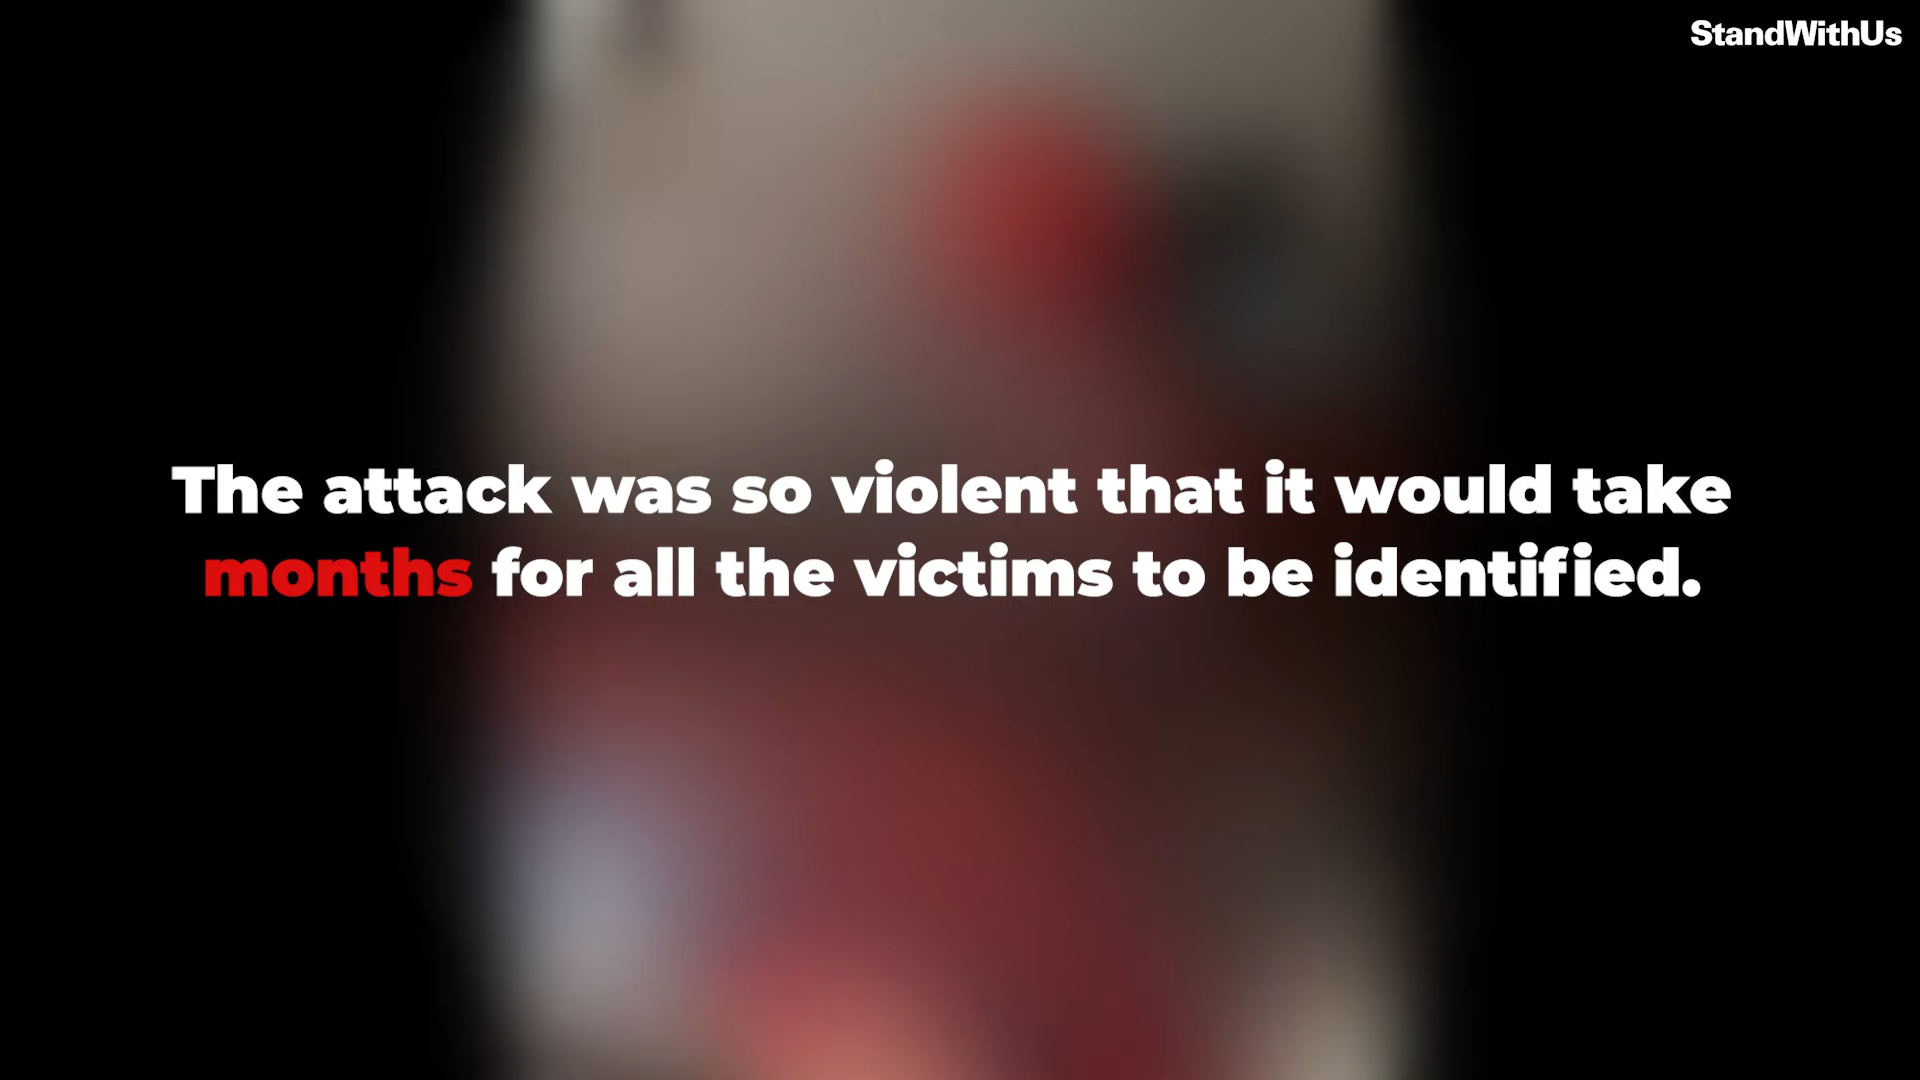 StandWithUs
The attack was so violent that it would take
months for all the victims to be identified.